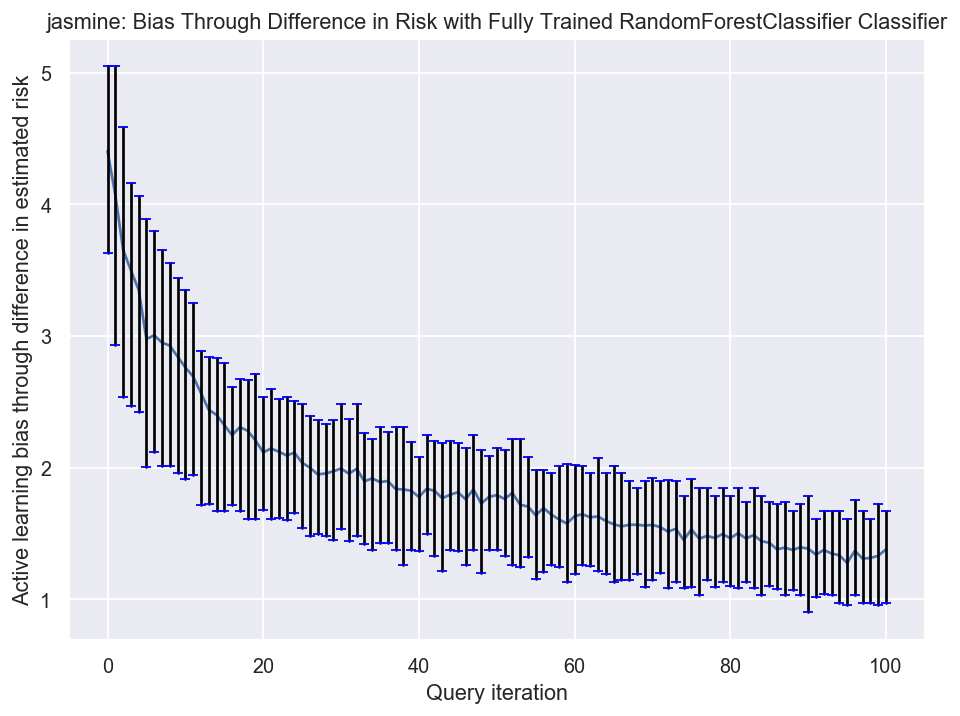 jasmine: Bias Through Difference in Risk with Fully Trained RandomForestClassifier Classifier
Active learning bias through difference in estimated risk
5
4
3
2
1
0 20 40 60 80 100
Query iteration